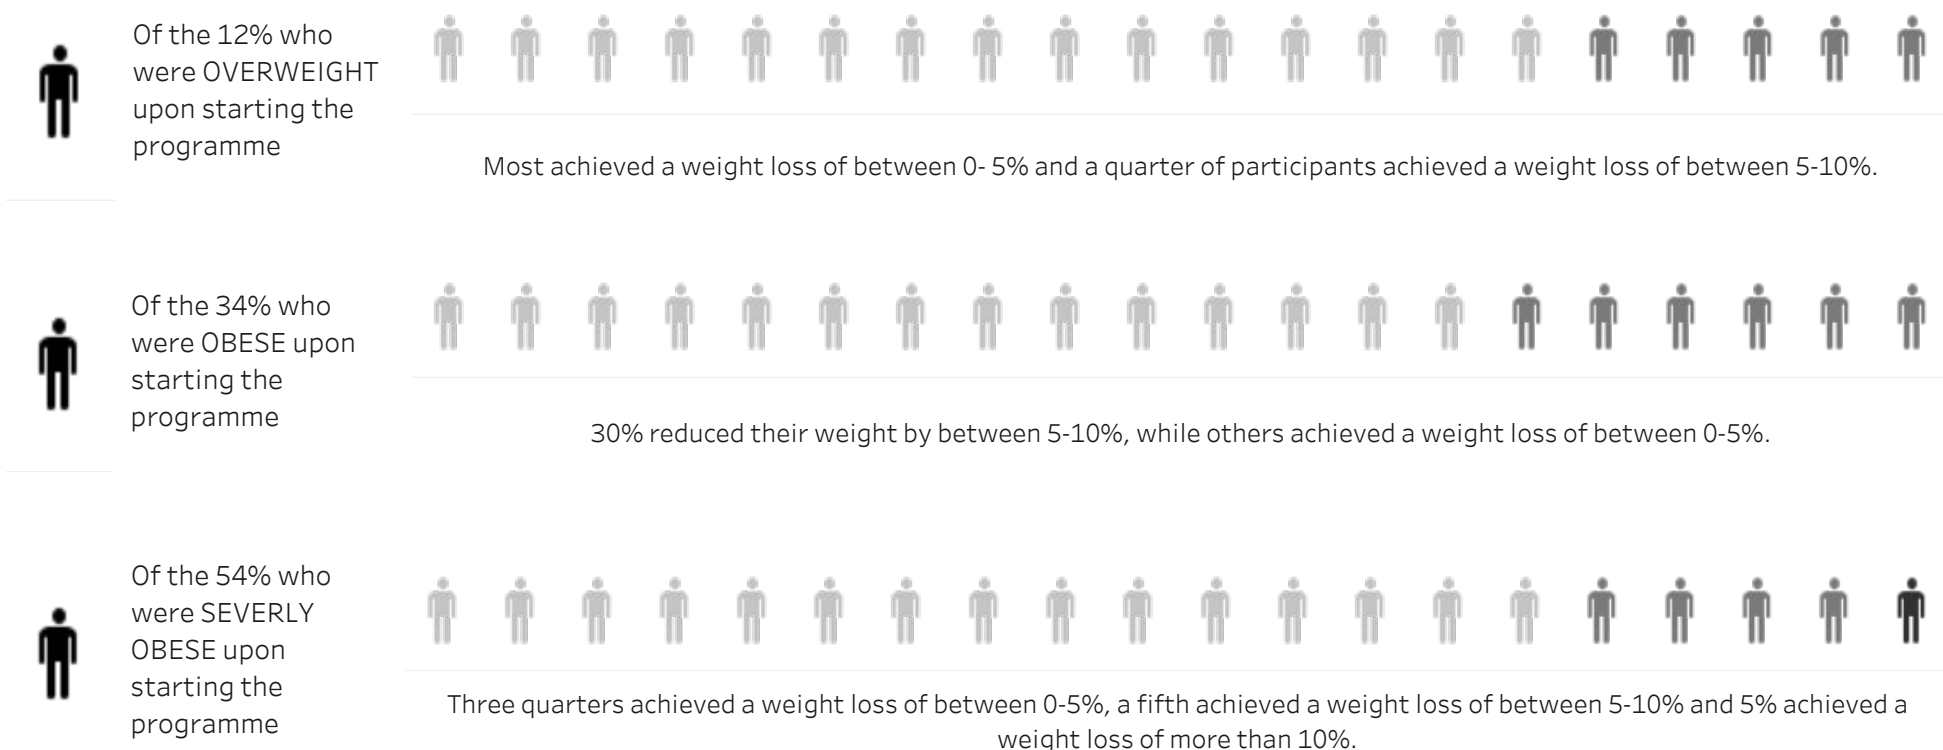 Of the 12% who
were OVERWEIGHT
upon starting the
programme
Most achieved a weight loss of between 0- 5% and a quarter of participants achieved a weight loss of between 5-10%.
Of the 34% who
were OBESE upon
starting the
programme
30% reduced their weight by between 5-10%, while others achieved a weight loss of between 0-5%.
Of the 54% who
were SEVERLY
OBESE upon
starting the
programme
Three quarters achieved a weight loss of between 0-5%, a fifth achieved a weight loss of between 5-10% and 5% achieved a
weight loss of more than 10%.